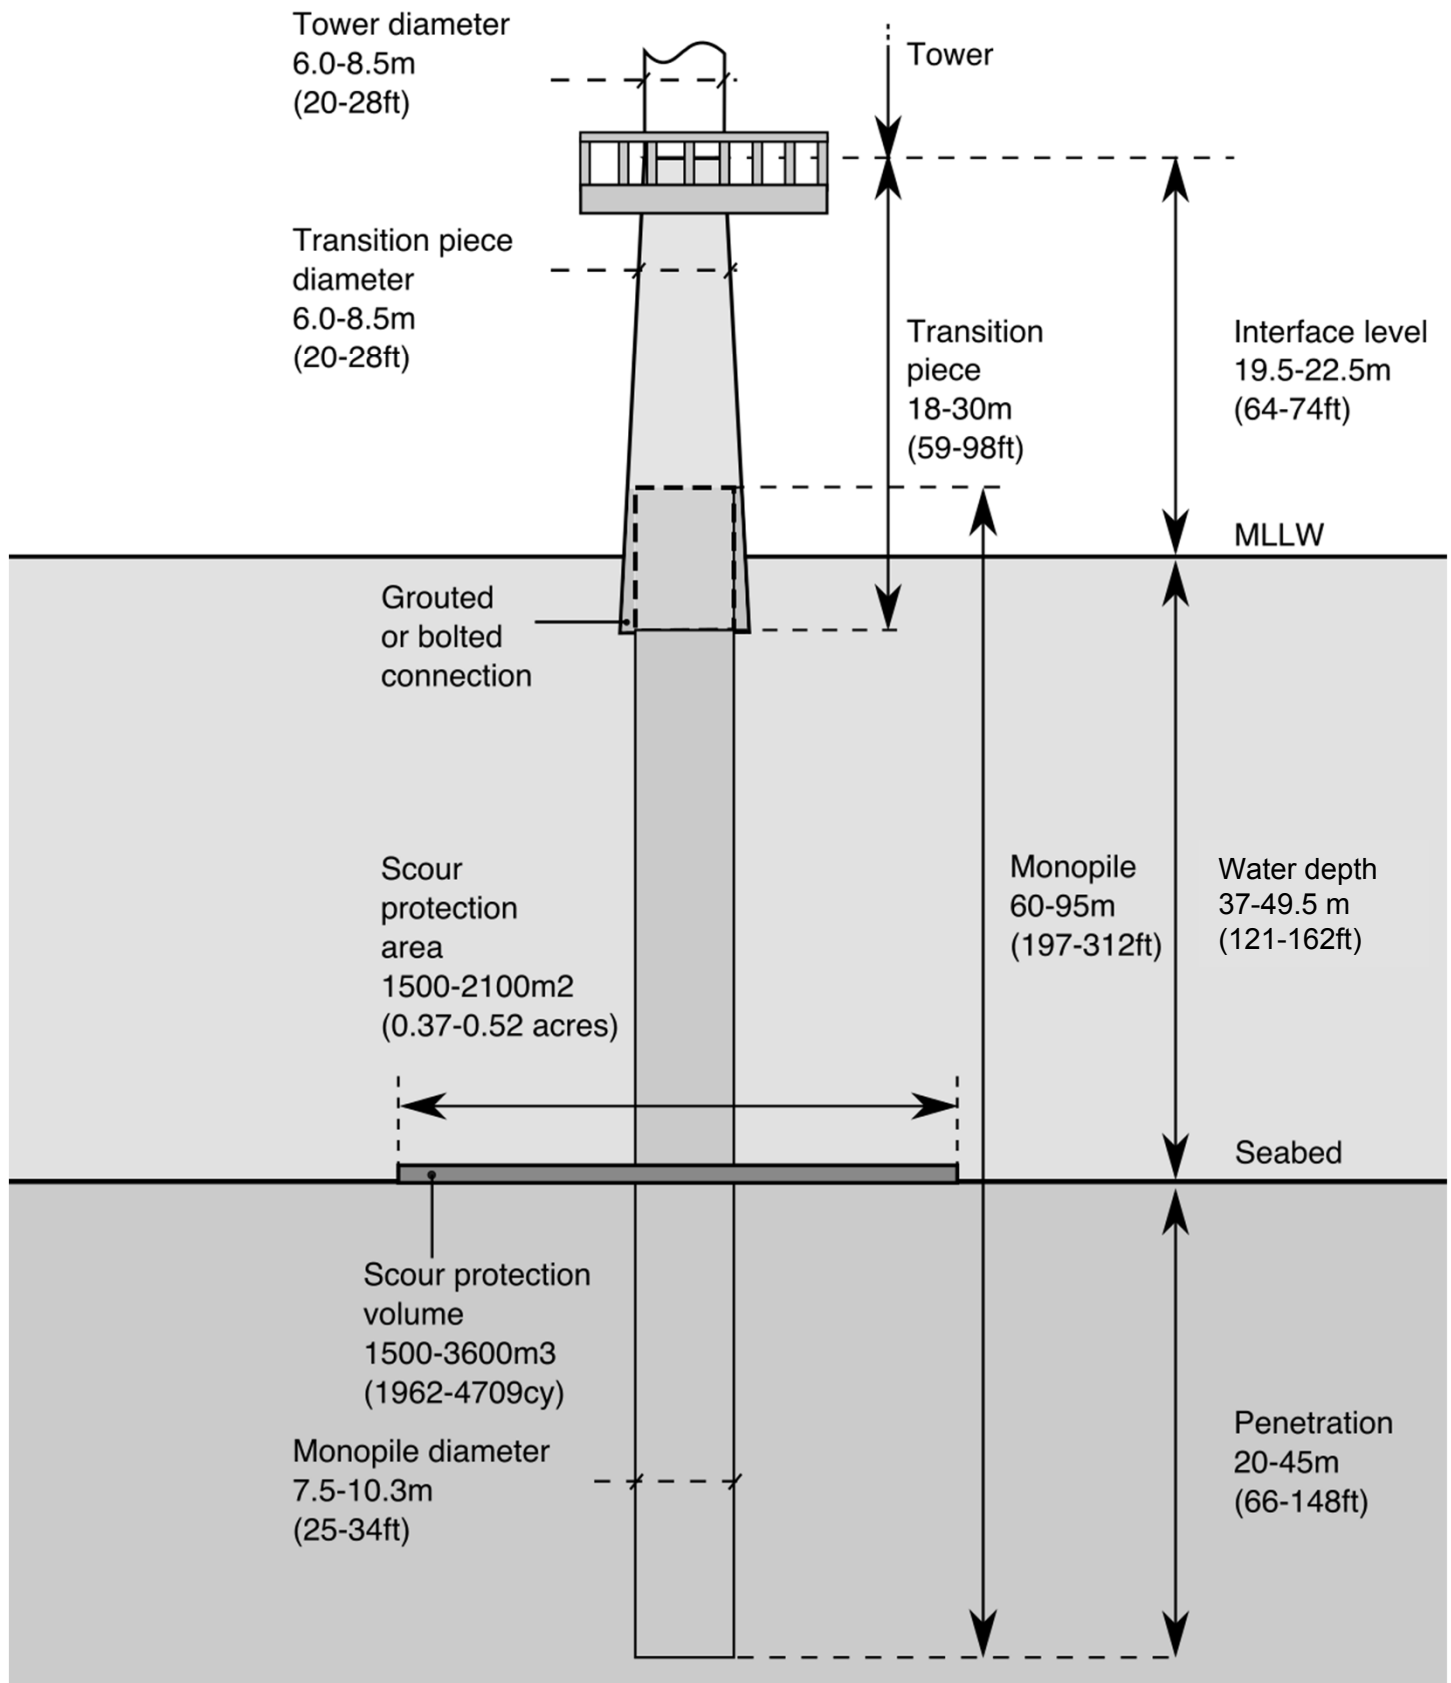 Tower diameter
6.0-8.5m
(20-28ft)
Tower
Transition piece
diameter
6.0-8.5m
(20-28ft)
Transition
piece
18-30m
(59-98ft)
Interface level
19.5-22.5m
(64-74ft)
MLLW
Grouted
or bolted
connection
Scour
protection
area
1500-2100m2
(0.37-0.52 acres)
Monopile
60-95m
(197-312ft)
Water depth
37-49.5 m
(121-162ft)
Seabed
Scour protection
volume
1500-3600m3
(1962-4709cy)
Monopile diameter
7.5-10.3m
(25-34ft)
Penetration
20-45m
(66-148ft)